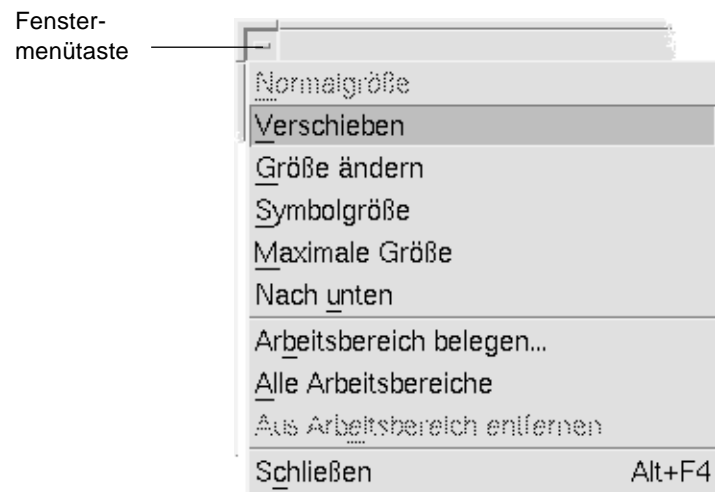 Fenster-
menütaste
Normalgröße
Verschieben
Größe ändern
Symbolgröße
Maximale Größe
Nach unten
Arbeitsbereich belegen...
Alle Arbeitsbereiche
Aus Arbeitsbereich entfernen
Schließen Alt+F4